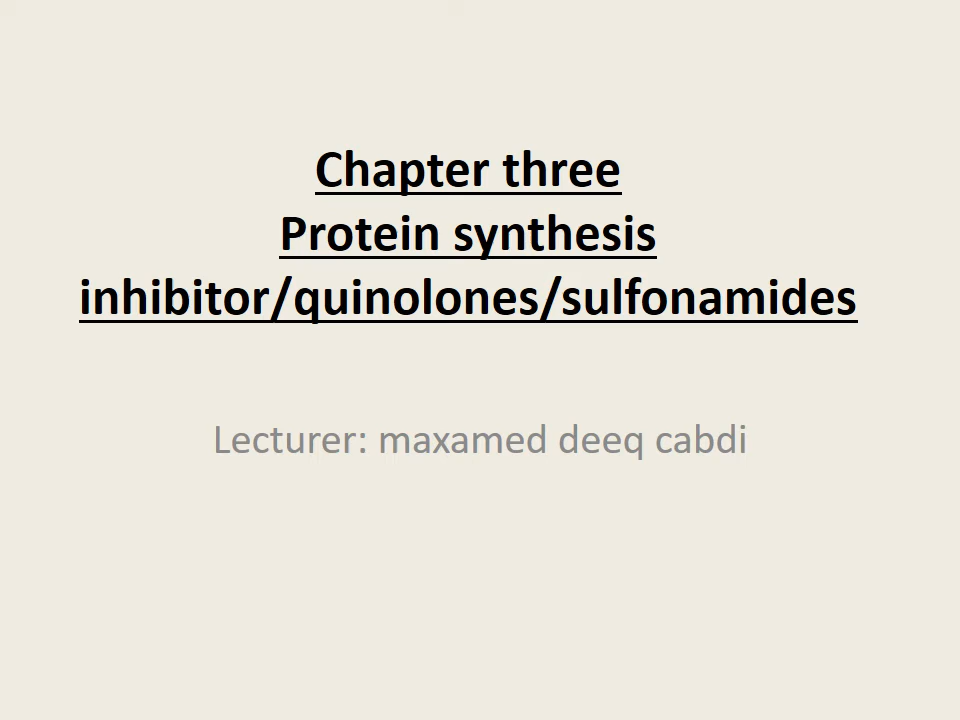 Chapter three
Protein synthesis
inhibitor/quinolones/sulfonamides
Lecturer: maxamed deeq cabdi